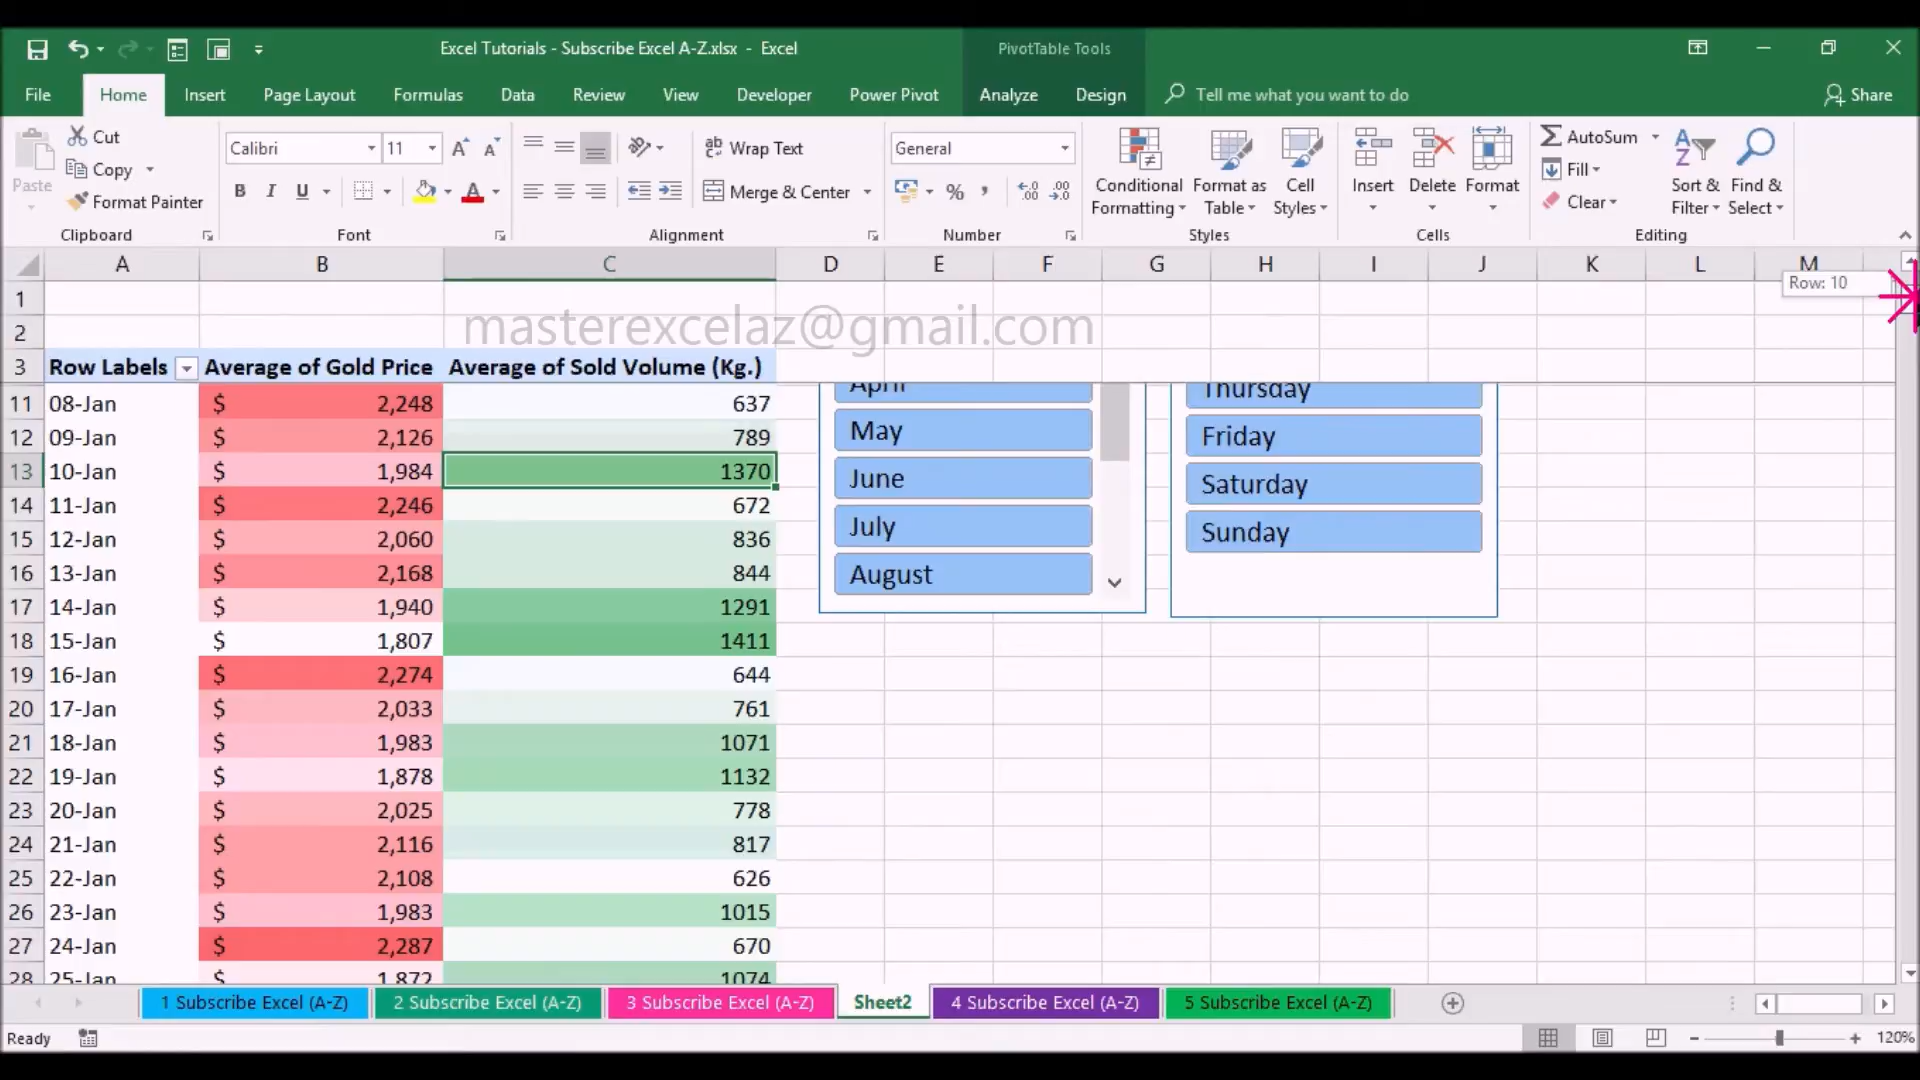 Excel Tutorials - Subscribe Excel A-Z.xlsx - Excel
PivotTable Tools
File Home Insert Page Layout Formulas Data Review View Developer Power Pivot Analyze Design Tell me what you want to do Share
Paste
Cut
Copy
Format Painter
Clipboard
Calibri 11
B I U
Font
Wrap Text
Merge & Center
Alignment
General
%
Number
Conditional Formatting
Format as Table
Cell Styles
Styles
Insert
Delete
Format
Cells
AutoSum
Fill
Clear
Sort & Filter
Find & Select
Editing
A B C D E F G H I J K L M
Row: 10
1
masterexcelaz@gmail.com
2
3 Row Labels Average of Gold Price Average of Sold Volume (Kg.)
11 08-Jan $ 2,248 637
12 09-Jan $ 2,126 789
13 10-Jan $ 1,984 1370
14 11-Jan $ 2,246 672
15 12-Jan $ 2,060 836
16 13-Jan $ 2,168 844
17 14-Jan $ 1,940 1291
18 15-Jan $ 1,807 1411
19 16-Jan $ 2,274 644
20 17-Jan $ 2,033 761
21 18-Jan $ 1,983 1071
22 19-Jan $ 1,878 1132
23 20-Jan $ 2,025 778
24 21-Jan $ 2,116 817
25 22-Jan $ 2,108 626
26 23-Jan $ 1,983 1015
27 24-Jan $ 2,287 670
28 25-Jan $ 1,872 1074
April
May
June
July
August
Thursday
Friday
Saturday
Sunday
1 Subscribe Excel (A-Z) 2 Subscribe Excel (A-Z) 3 Subscribe Excel (A-Z) Sheet2 4 Subscribe Excel (A-Z) 5 Subscribe Excel (A-Z)
Ready
120%